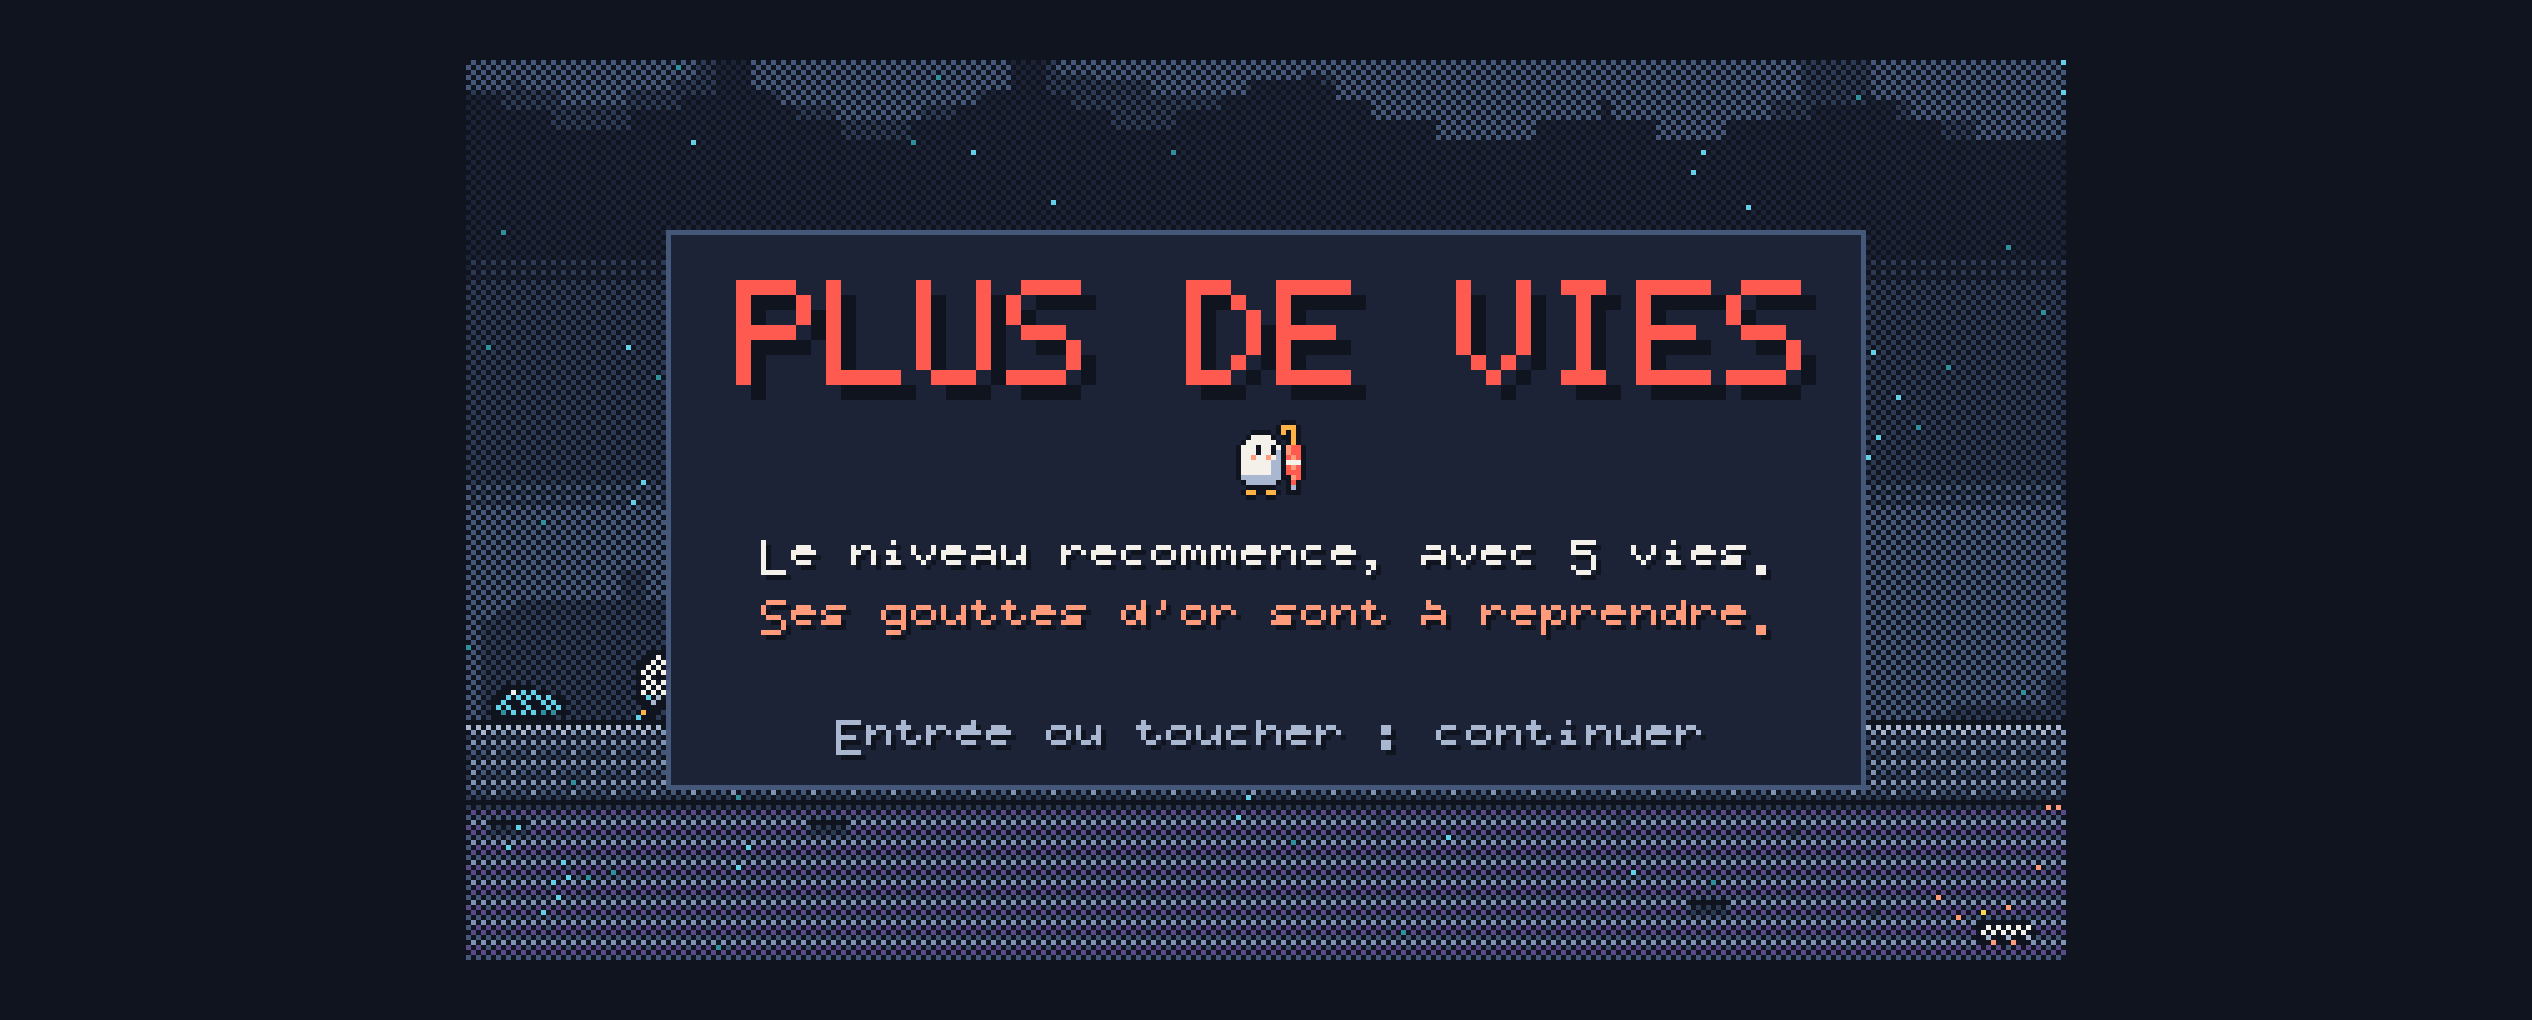 PLUS DE VIES
Le niveau recommence, avec 5 vies.
Ses gouttes d'or sont à reprendre.
Entrée ou toucher : continuer